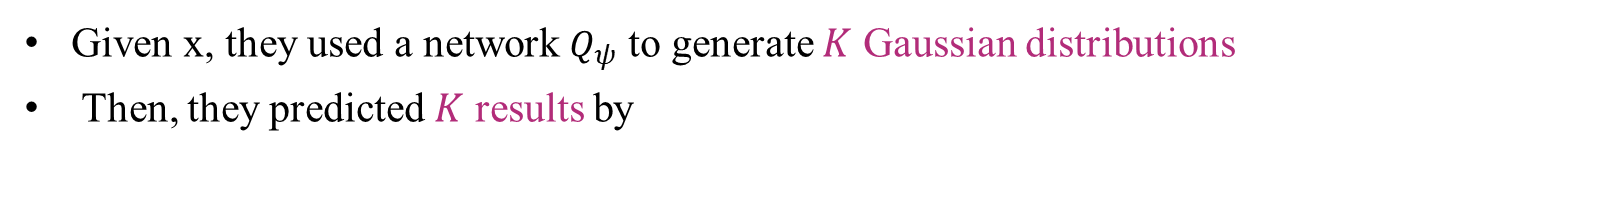 • Given x, they used a network Q_ψ to generate K Gaussian distributions
• Then, they predicted K results by